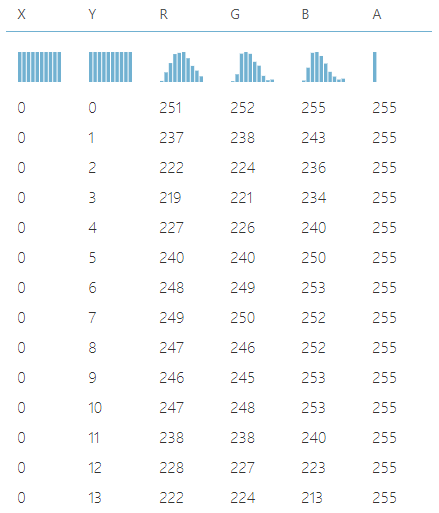 X Y R G B A
0 0 251 252 255 255
0 1 237 238 243 255
0 2 222 224 236 255
0 3 219 221 234 255
0 4 227 226 240 255
0 5 240 240 250 255
0 6 248 249 253 255
0 7 249 250 252 255
0 8 247 246 252 255
0 9 246 245 253 255
0 10 247 248 253 255
0 11 238 238 240 255
0 12 228 227 223 255
0 13 222 224 213 255